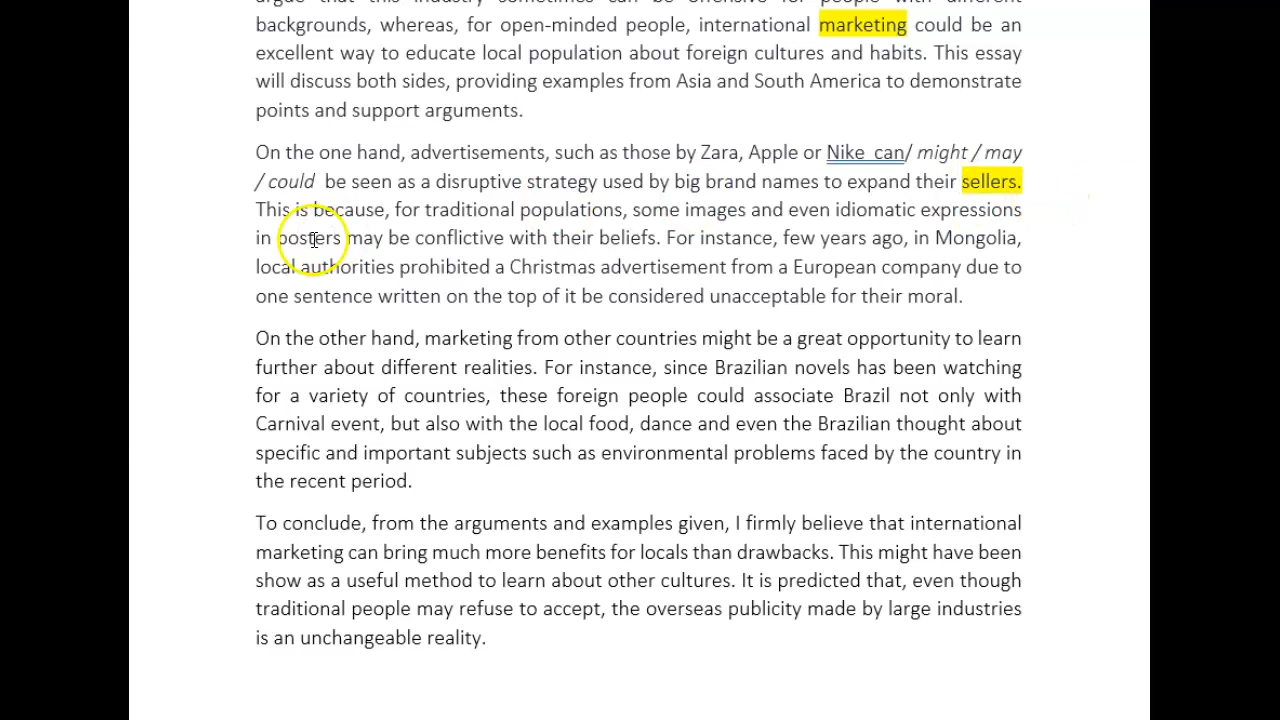 argue that this industry sometimes can be offensive for people with different
backgrounds, whereas, for open-minded people, international marketing could be an
excellent way to educate local population about foreign cultures and habits. This essay
will discuss both sides, providing examples from Asia and South America to demonstrate
points and support arguments.
On the one hand, advertisements, such as those by Zara, Apple or Nike can/ might / may
/ could be seen as a disruptive strategy used by big brand names to expand their sellers.
This is because, for traditional populations, some images and even idiomatic expressions
in posters may be conflictive with their beliefs. For instance, few years ago, in Mongolia,
local authorities prohibited a Christmas advertisement from a European company due to
one sentence written on the top of it be considered unacceptable for their moral.
On the other hand, marketing from other countries might be a great opportunity to learn
further about different realities. For instance, since Brazilian novels has been watching
for a variety of countries, these foreign people could associate Brazil not only with
Carnival event, but also with the local food, dance and even the Brazilian thought about
specific and important subjects such as environmental problems faced by the country in
the recent period.
To conclude, from the arguments and examples given, I firmly believe that international
marketing can bring much more benefits for locals than drawbacks. This might have been
show as a useful method to learn about other cultures. It is predicted that, even though
traditional people may refuse to accept, the overseas publicity made by large industries
is an unchangeable reality.